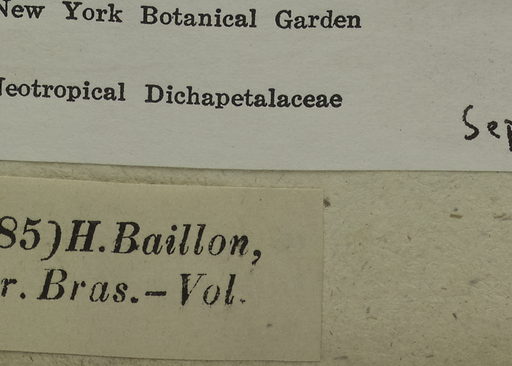 New York Botanical Garden
Neotropical Dichapetalaceae
Sep
85) H. Baillon,
r. Bras. – Vol.